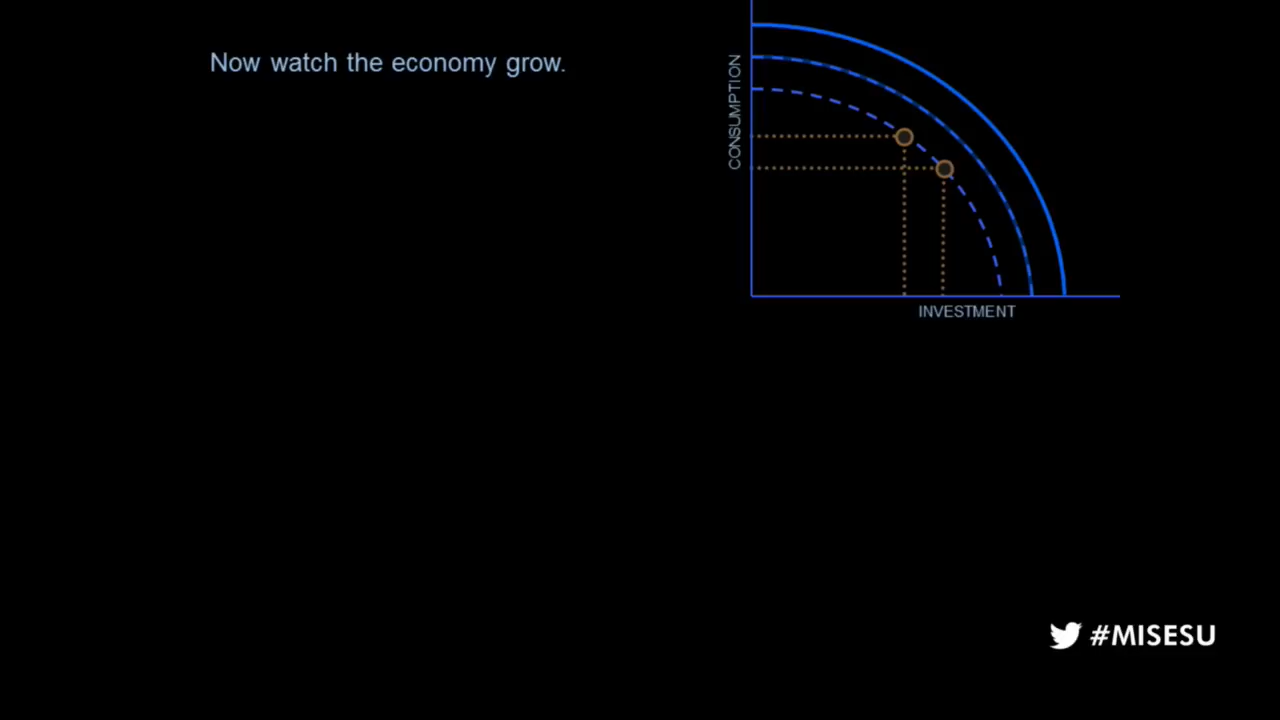 Now watch the economy grow.
CONSUMPTION
INVESTMENT
#MISESU